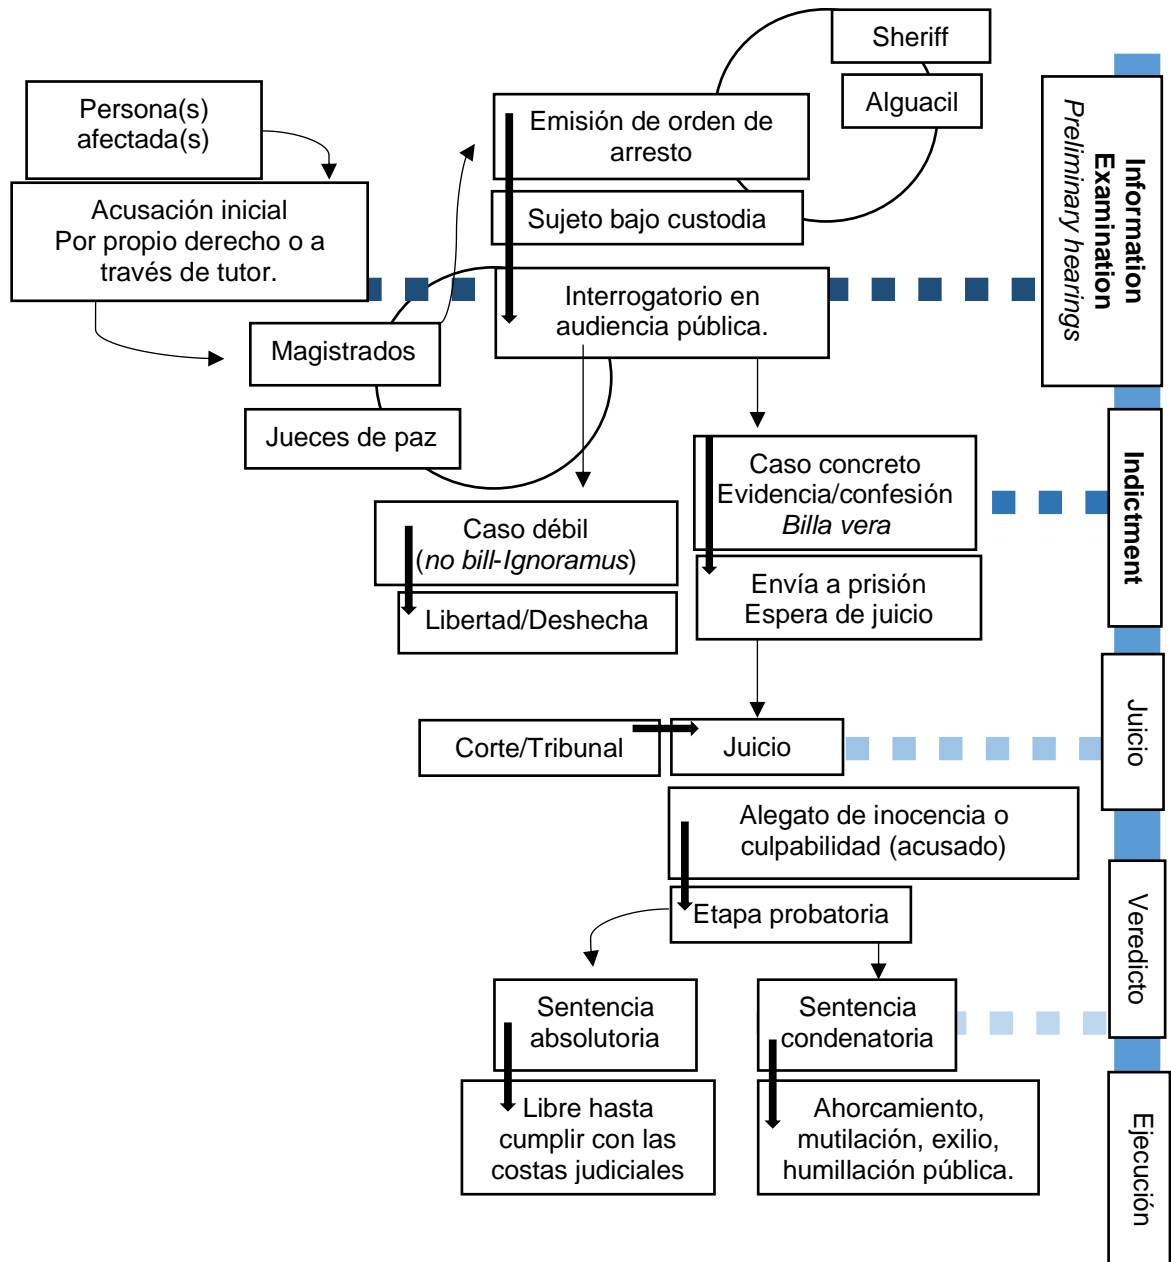 Sheriff
Alguacil
Persona(s)
afectada(s)
Emisión de orden de
arresto
Acusación inicial
Por propio derecho o a
través de tutor.
Sujeto bajo custodia
Interrogatorio en
audiencia pública.
Magistrados
Jueces de paz
Caso concreto
Evidencia/confesión
Billa vera
Caso débil
(no bill-Ignoramus)
Envía a prisión
Espera de juicio
Libertad/Deshecha
Corte/Tribunal
Juicio
Alegato de inocencia o
culpabilidad (acusado)
Etapa probatoria
Sentencia
absolutoria
Sentencia
condenatoria
Libre hasta
cumplir con las
costas judiciales
Ahorcamiento,
mutilación, exilio,
humillación pública.
Information
Examination
Preliminary hearings
Indictment
Juicio
Veredicto
Ejecución